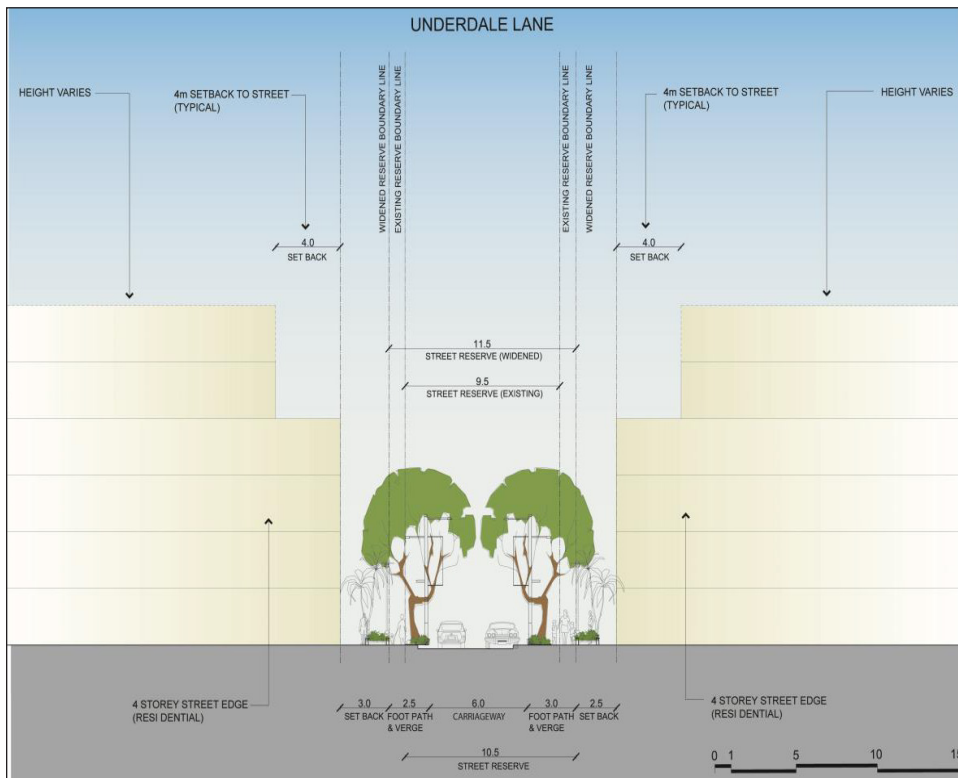 UNDERDALE LANE
HEIGHT VARIES
4m SETBACK TO STREET
(TYPICAL)
WIDENED RESERVE BOUNDARY LINE
EXISTING RESERVE BOUNDARY LINE
EXISTING RESERVE BOUNDARY LINE
WIDENED RESERVE BOUNDARY LINE
4m SETBACK TO STREET
(TYPICAL)
HEIGHT VARIES
4.0
SET BACK
4.0
SET BACK
11.5
STREET RESERVE (WIDENED)
9.5
STREET RESERVE (EXISTING)
4 STOREY STREET EDGE
(RESI DENTIAL)
4 STOREY STREET EDGE
(RESI DENTIAL)
3.0 2.5 6.0 3.0 2.5
SET BACK FOOT PATH CARRIAGEWAY FOOT PATH SET BACK
& VERGE & VERGE
10.5
STREET RESERVE
0 1 5 10 15